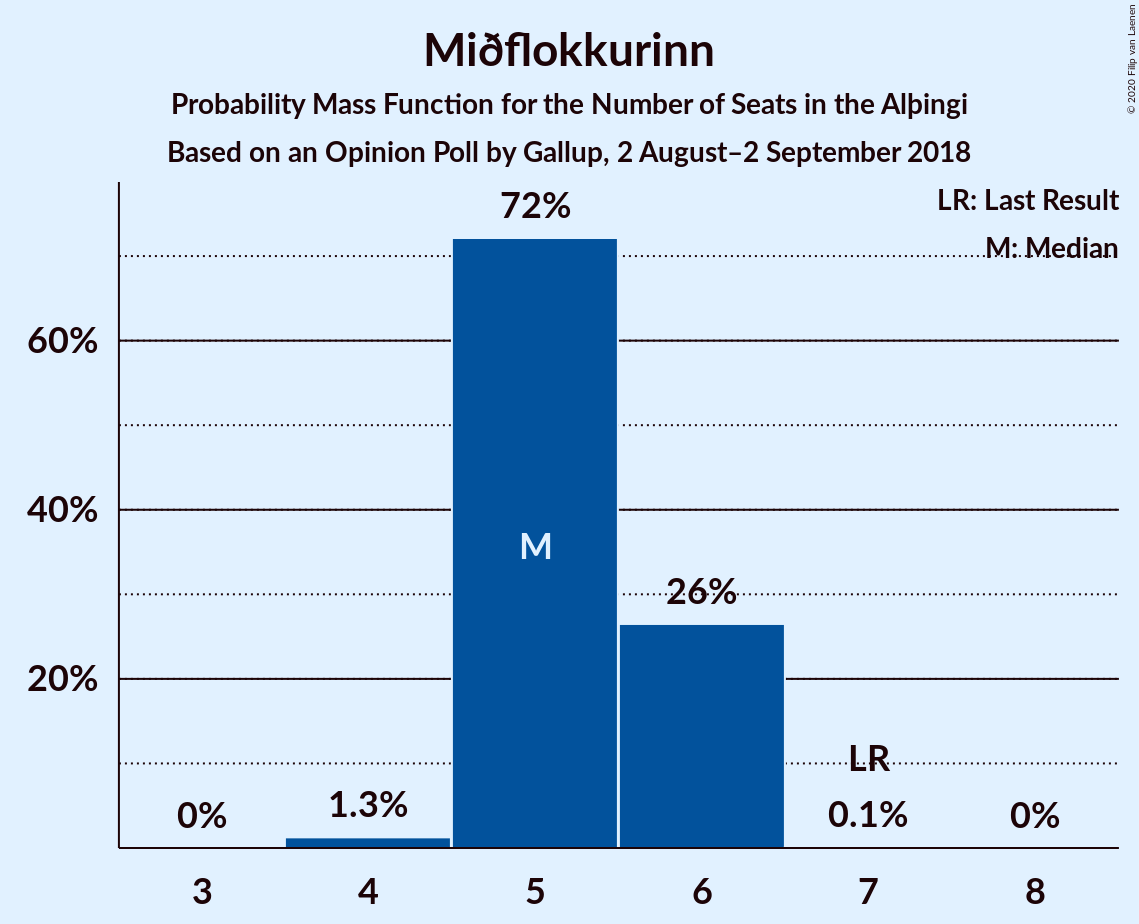 Miðflokkurinn
Probability Mass Function for the Number of Seats in the Alþingi
Based on an Opinion Poll by Gallup, 2 August–2 September 2018
© 2020 Filip van Laenen
LR: Last Result
M: Median
72%
60%
40%
M
26%
20%
LR
0%
1.3%
0.1%
0%
3
4
5
6
7
8